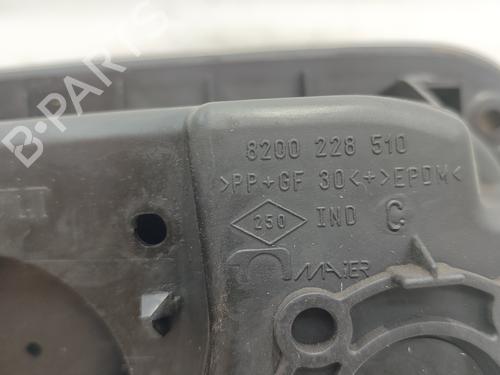 B-PARTS
8200 228 510
>PP+GF 30<+>EPDM<
250 IND C
MAIER